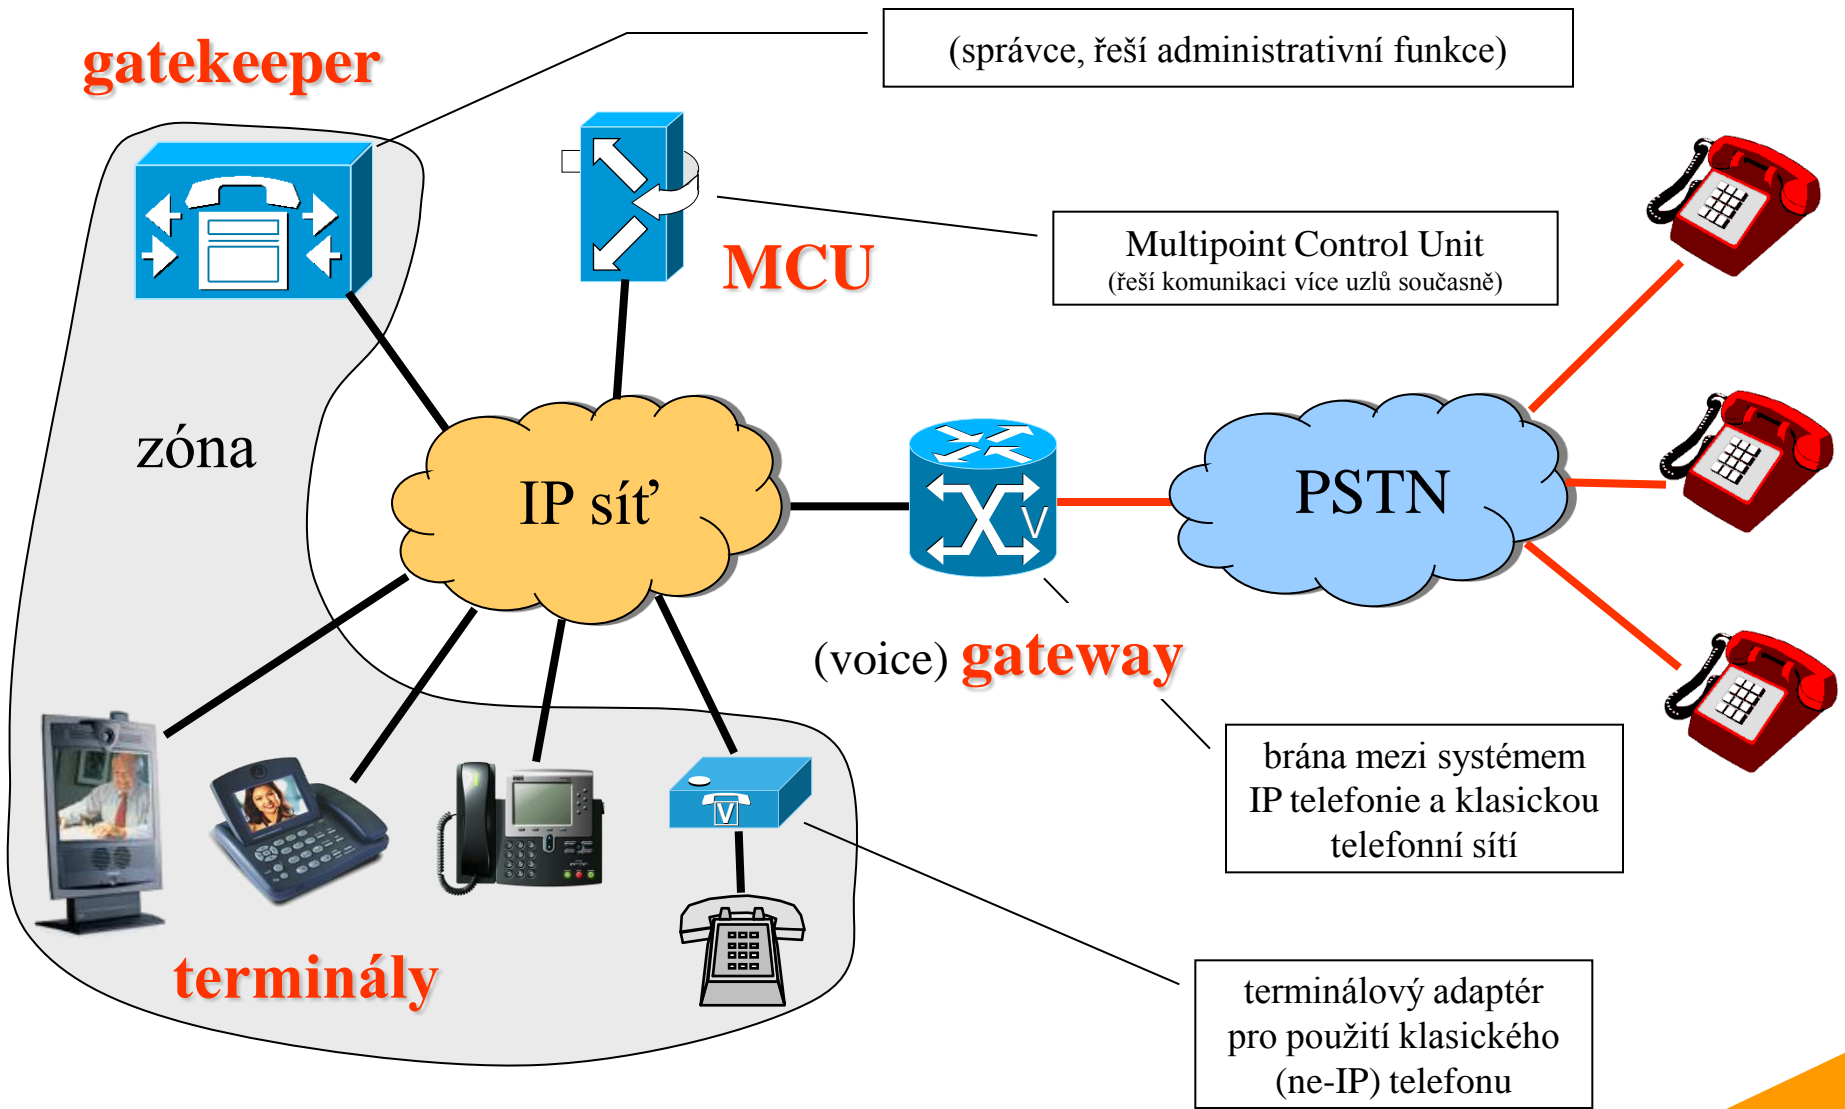 gatekeeper
(správce, řeší administrativní funkce)
MCU
Multipoint Control Unit
(řeší komunikaci více uzlů současně)
zóna
IP síť
V
PSTN
(voice) gateway
brána mezi systémem
IP telefonie a klasickou
telefonní sítí
V
terminály
terminálový adaptér
pro použití klasického
(ne-IP) telefonu